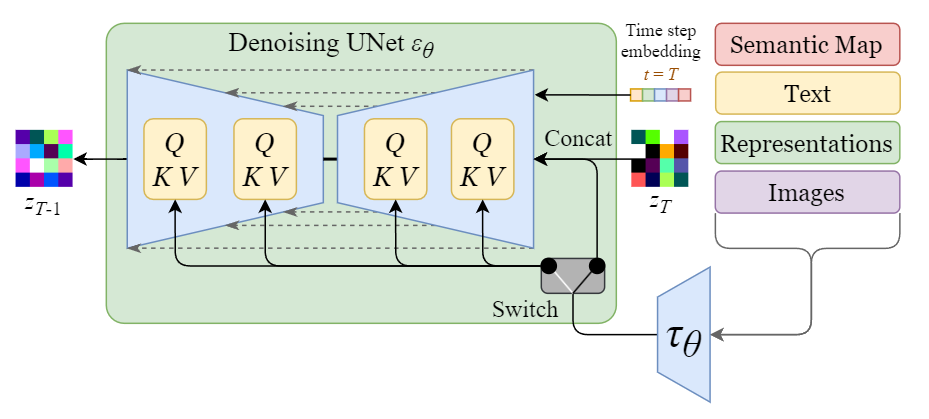 Denoising UNet εθ
Time step
embedding
t = T
Semantic Map
Text
Representations
Images
Concat
Q
K V
Q
K V
Q
K V
Q
K V
zT-1
zT
Switch
τθ